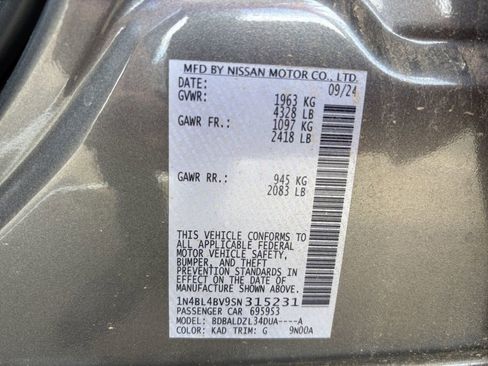 MFD BY NISSAN MOTOR CO., LTD.
DATE: 09/24
GVWR: 1963 KG
4328 LB
GAWR FR.: 1097 KG
2418 LB
GAWR RR.: 945 KG
2083 LB
THIS VEHICLE CONFORMS TO
ALL APPLICABLE FEDERAL
MOTOR VEHICLE SAFETY,
BUMPER, AND THEFT
PREVENTION STANDARDS IN
EFFECT ON THE DATE OF
MANUFACTURE SHOWN ABOVE.
1N4BL4BV9SN315231
PASSENGER CAR 695953
MODEL: BDBALDZL34DUA----A
COLOR: KAD TRIM: G 9N00A